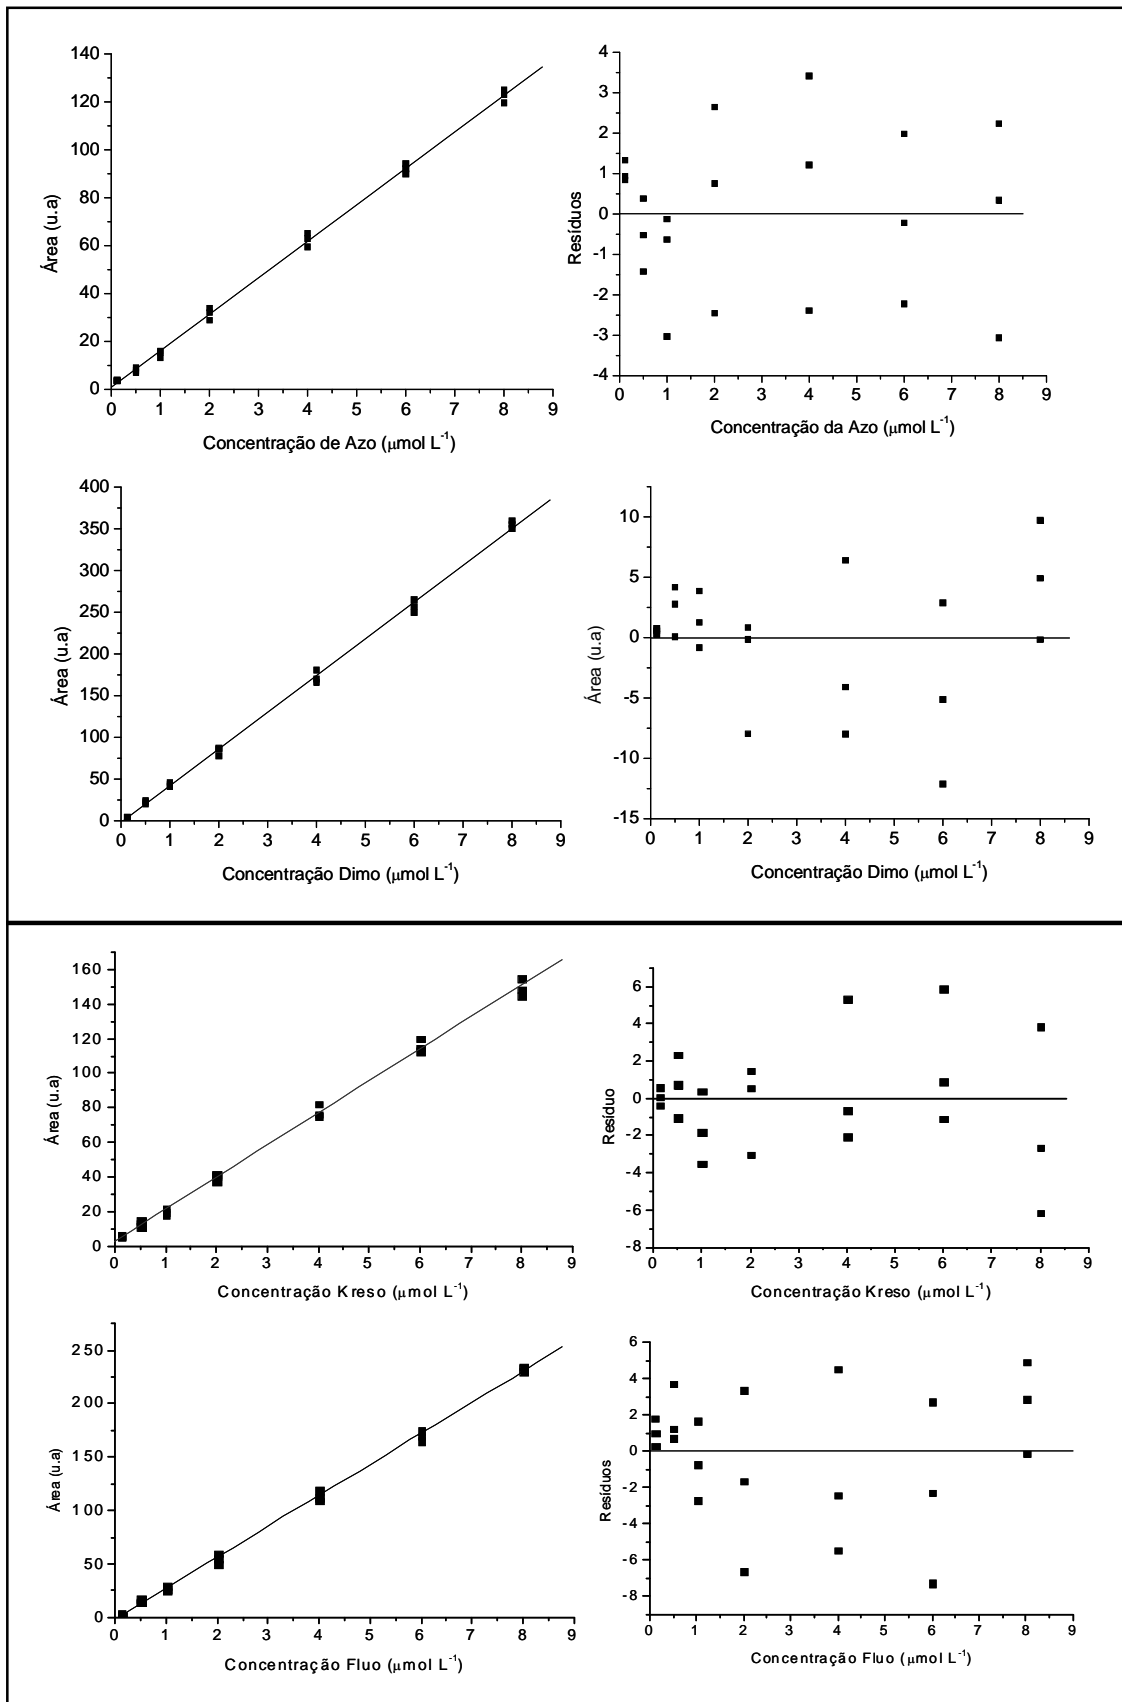 140
120
100
80
60
40
20
0
Área (u.a)
0 1 2 3 4 5 6 7 8 9
Concentração de Azo (μmol L⁻¹)
4
3
2
1
0
-1
-2
-3
-4
Resíduos
0 1 2 3 4 5 6 7 8 9
Concentração da Azo (μmol L⁻¹)
400
350
300
250
200
150
100
50
0
Área (u.a)
0 1 2 3 4 5 6 7 8 9
Concentração Dimo (μmol L⁻¹)
10
5
0
-5
-10
-15
Área (u.a)
0 1 2 3 4 5 6 7 8 9
Concentração Dimo (μmol L⁻¹)
160
140
120
100
80
60
40
20
0
Área (u.a)
0 1 2 3 4 5 6 7 8 9
Concentração Kreso (μmol L⁻¹)
6
4
2
0
-2
-4
-6
-8
Resíduo
0 1 2 3 4 5 6 7 8 9
Concentração Kreso (μmol L⁻¹)
250
200
150
100
50
0
Área (u.a)
0 1 2 3 4 5 6 7 8 9
Concentração Fluo (μmol L⁻¹)
6
4
2
0
-2
-4
-6
-8
Resíduos
0 1 2 3 4 5 6 7 8 9
Concentração Fluo (μmol L⁻¹)